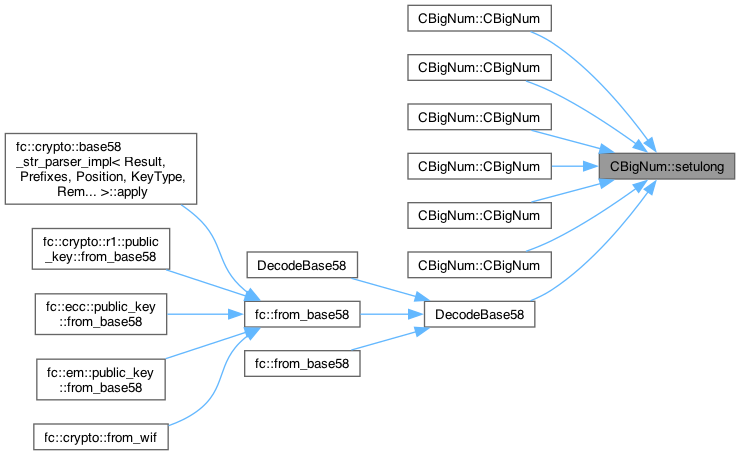 CBigNum::CBigNum
CBigNum::CBigNum
CBigNum::CBigNum
fc::crypto::base58
_str_parser_impl< Result,
Prefixes, Position, KeyType,
Rem... >::apply
CBigNum::CBigNum
CBigNum::setulong
CBigNum::CBigNum
fc::crypto::r1::public
_key::from_base58
DecodeBase58
CBigNum::CBigNum
fc::ecc::public_key
::from_base58
fc::from_base58
DecodeBase58
fc::em::public_key
::from_base58
fc::from_base58
fc::crypto::from_wif